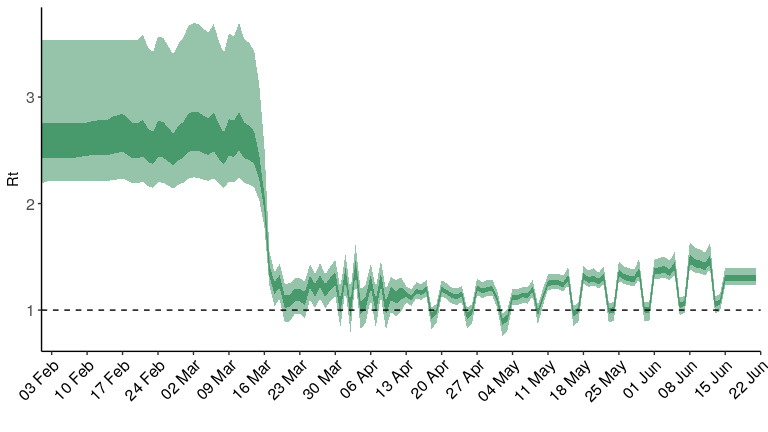 3
2
1
Rt
03 Feb
10 Feb
17 Feb
24 Feb
02 Mar
09 Mar
16 Mar
23 Mar
30 Mar
06 Apr
13 Apr
20 Apr
27 Apr
04 May
11 May
18 May
25 May
01 Jun
08 Jun
15 Jun
22 Jun